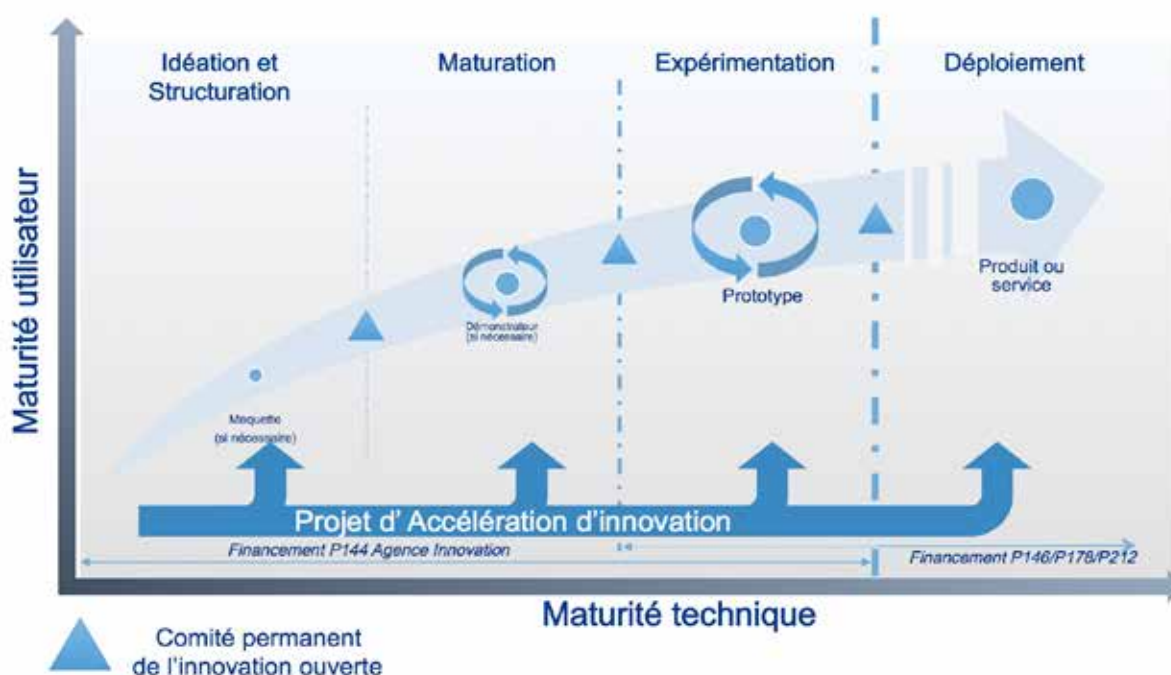 Idéation et
Structuration
Maturation
Expérimentation
Déploiement
Maturité utilisateur
Maquette
(si nécessaire)
Démonstrateur
(si nécessaire)
Prototype
Produit ou
service
Projet d' Accélération d'innovation
Financement P144 Agence Innovation
Financement P146/P178/P212
Maturité technique
Comité permanent
de l'innovation ouverte